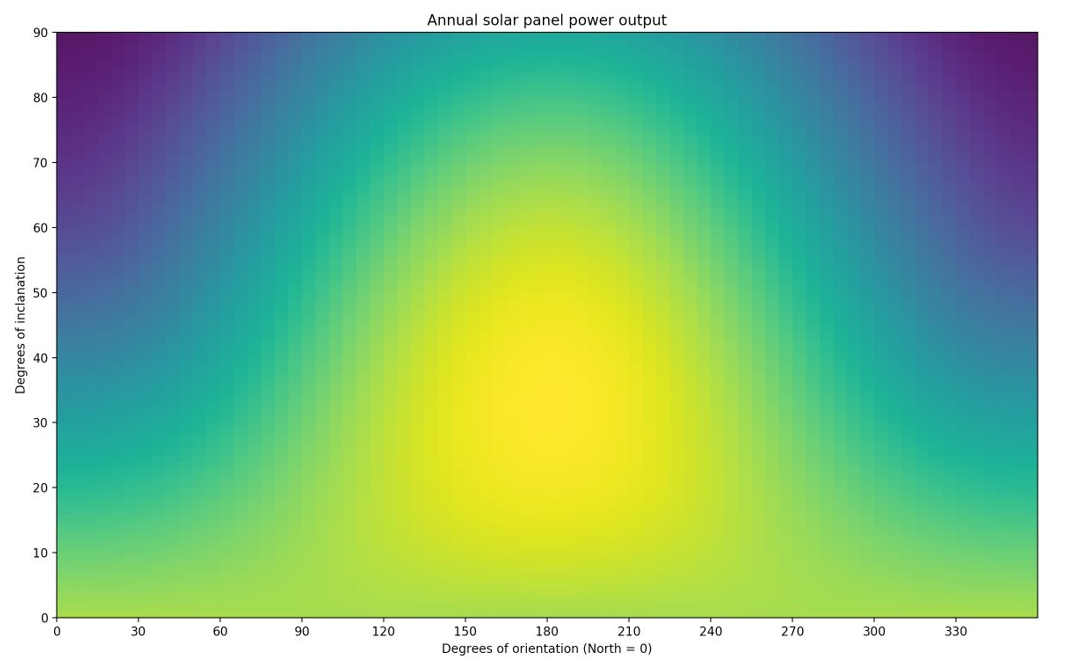 Annual solar panel power output
90
80
70
60
50
40
30
20
10
0
Degrees of inclanation
0 30 60 90 120 150 180 210 240 270 300 330
Degrees of orientation (North = 0)